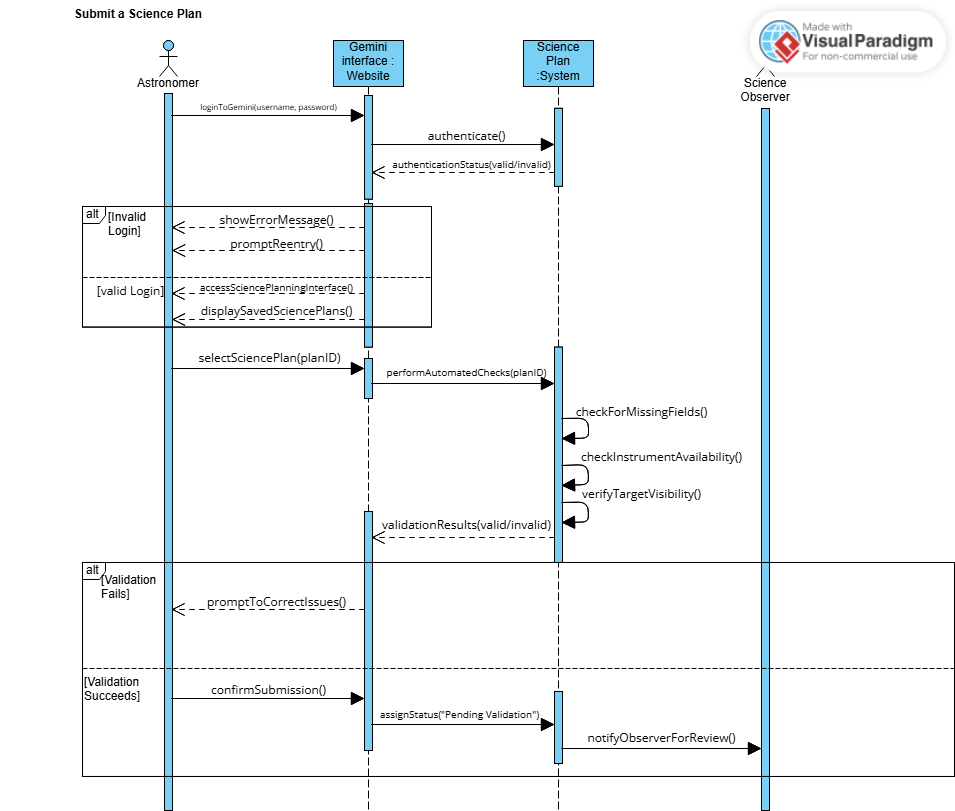 Submit a Science Plan
Made with
VisualParadigm
For non-commercial use
Gemini
interface :
Website
Science
Plan
:System
Astronomer
Science
Observer
loginToGemini(username, password)
authenticate()
authenticationStatus(valid/invalid)
alt
[Invalid
Login]
showErrorMessage()
promptReentry()
[valid Login]
accessSciencePlanningInterface()
displaySavedSciencePlans()
selectSciencePlan(planID)
performAutomatedChecks(planID)
checkForMissingFields()
checkInstrumentAvailability()
verifyTargetVisibility()
validationResults(valid/invalid)
alt
[Validation
Fails]
promptToCorrectIssues()
[Validation
Succeeds]
confirmSubmission()
assignStatus("Pending Validation")
notifyObserverForReview()